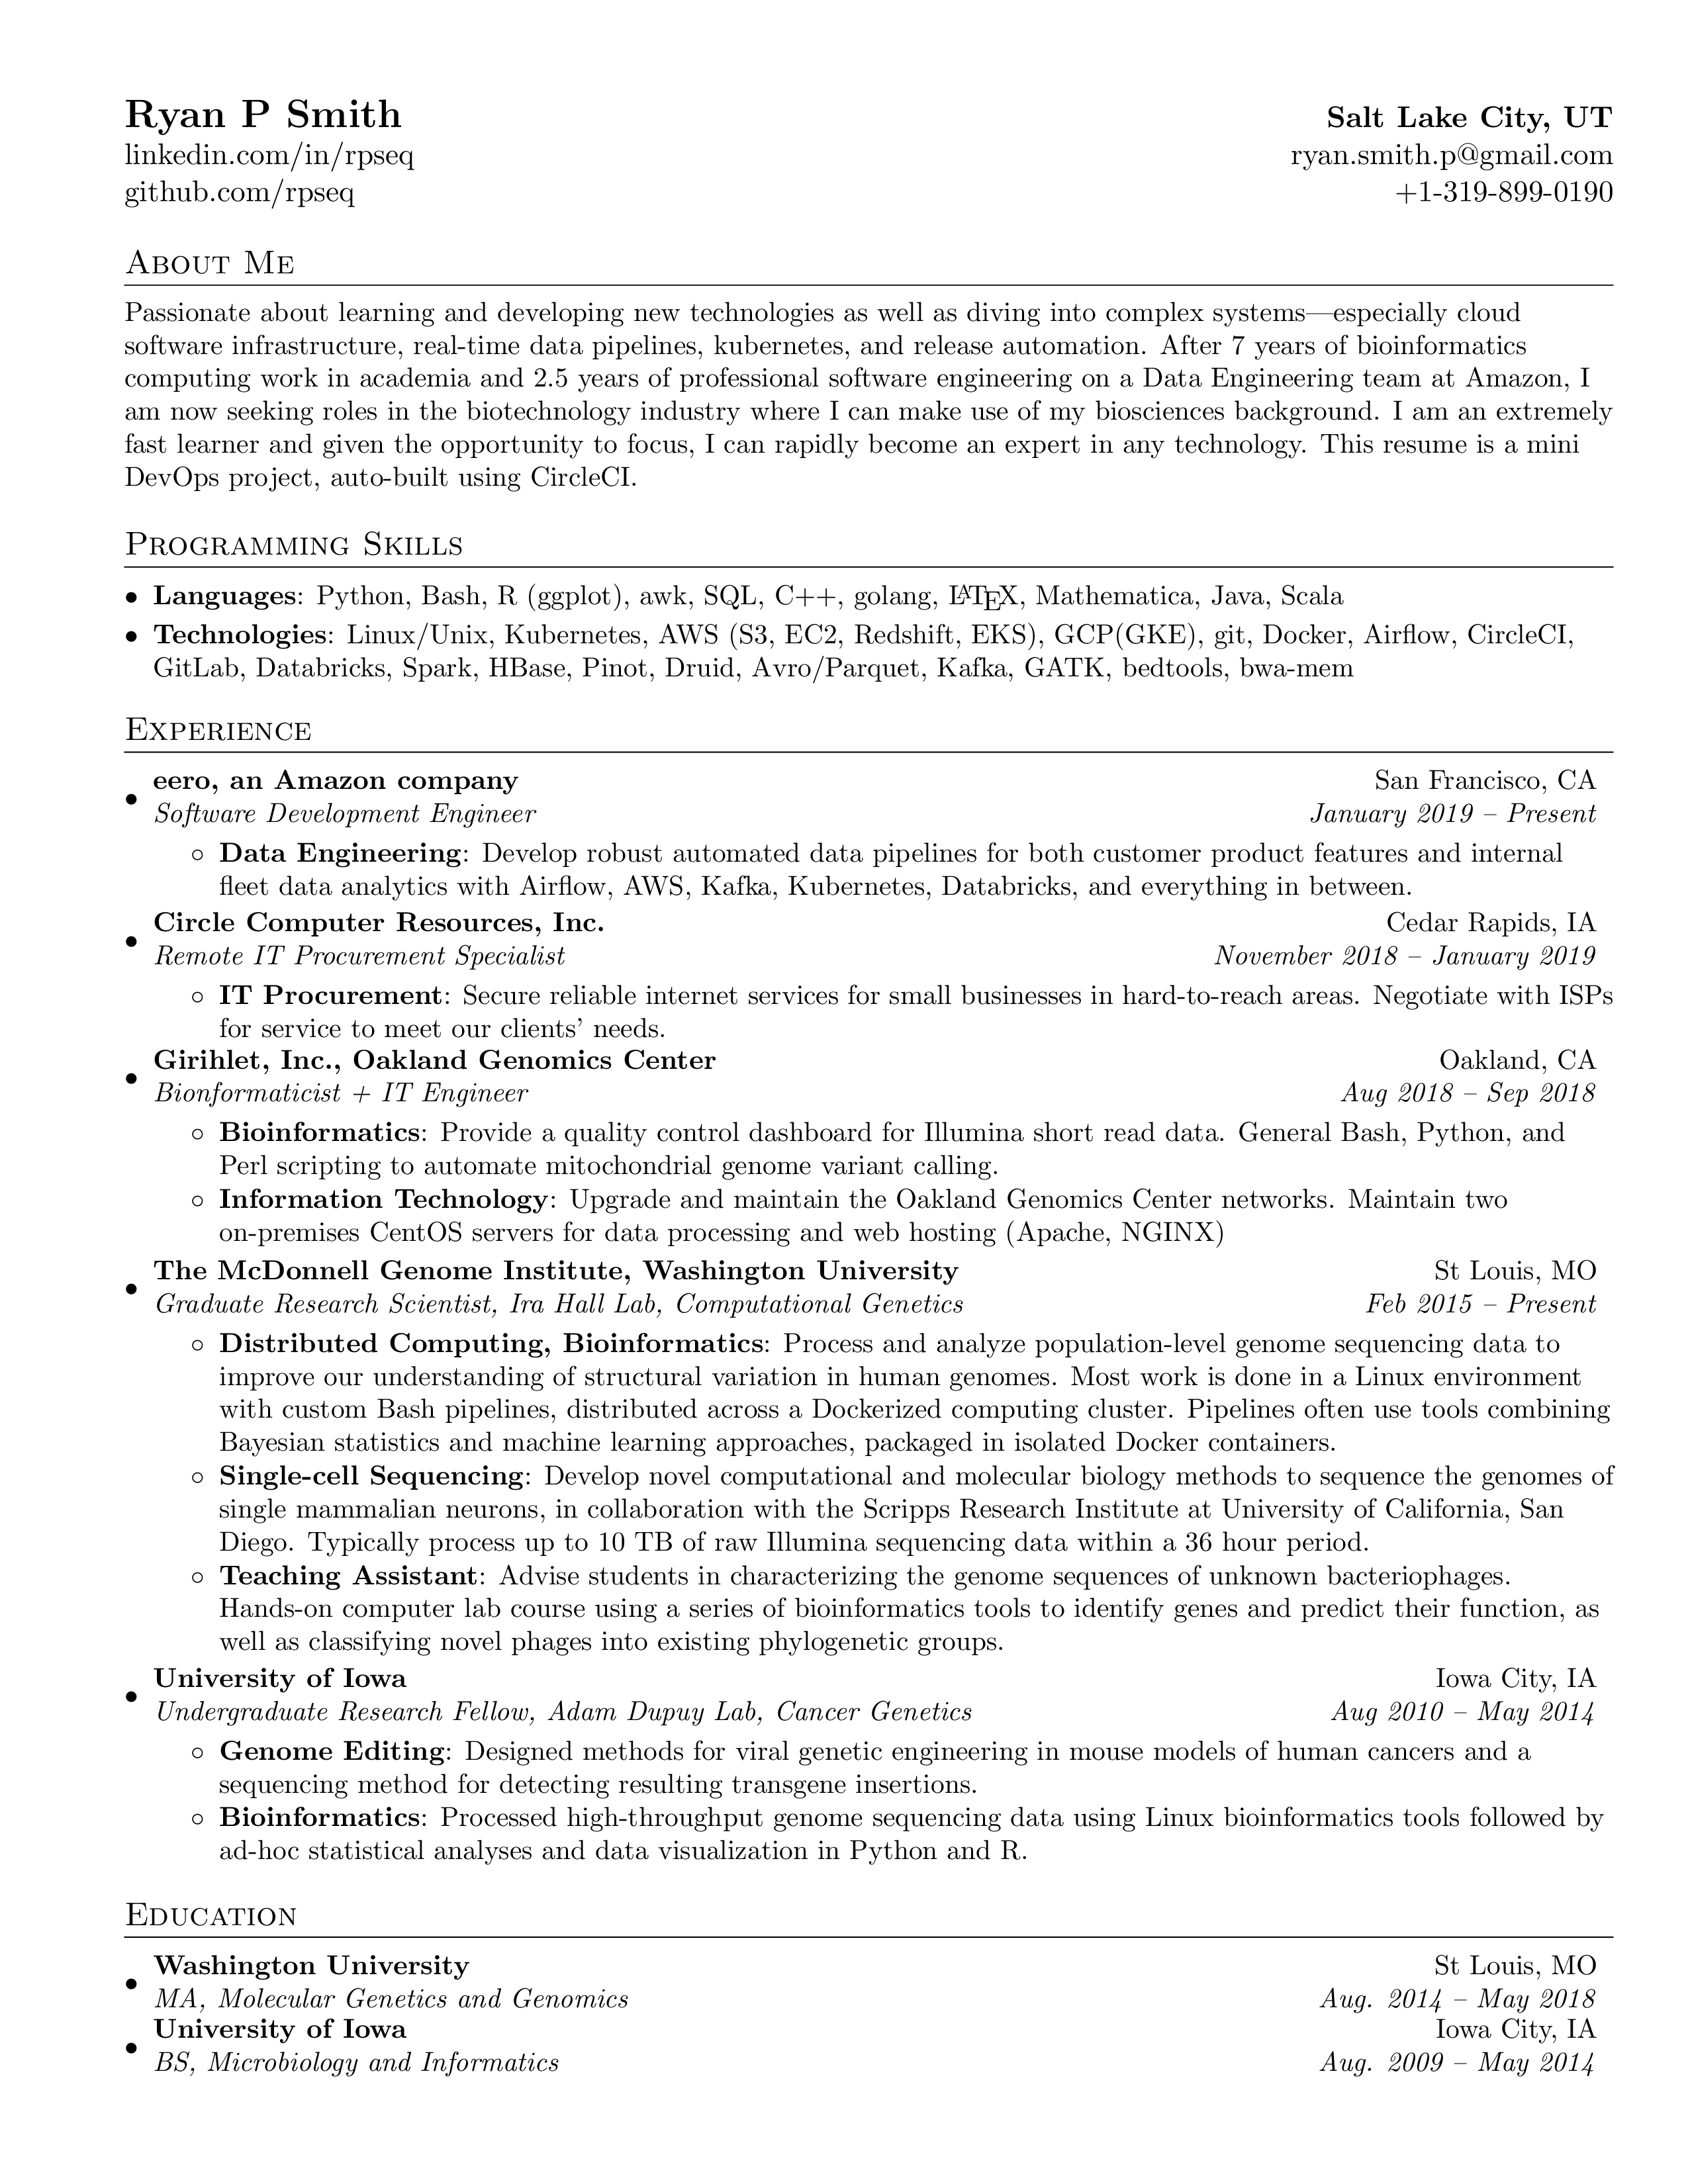 Ryan P Smith
Salt Lake City, UT
linkedin.com/in/rpseq
ryan.smith.p@gmail.com
github.com/rpseq
+1-319-899-0190
About Me
Passionate about learning and developing new technologies as well as diving into complex systems—especially cloud
software infrastructure, real-time data pipelines, kubernetes, and release automation. After 7 years of bioinformatics
computing work in academia and 2.5 years of professional software engineering on a Data Engineering team at Amazon, I
am now seeking roles in the biotechnology industry where I can make use of my biosciences background. I am an extremely
fast learner and given the opportunity to focus, I can rapidly become an expert in any technology. This resume is a mini
DevOps project, auto-built using CircleCI.
Programming Skills
• Languages: Python, Bash, R (ggplot), awk, SQL, C++, golang, LATEX, Mathematica, Java, Scala
• Technologies: Linux/Unix, Kubernetes, AWS (S3, EC2, Redshift, EKS), GCP(GKE), git, Docker, Airflow, CircleCI,
GitLab, Databricks, Spark, HBase, Pinot, Druid, Avro/Parquet, Kafka, GATK, bedtools, bwa-mem
Experience
• eero, an Amazon company San Francisco, CA
Software Development Engineer January 2019 – Present
◦ Data Engineering: Develop robust automated data pipelines for both customer product features and internal
fleet data analytics with Airflow, AWS, Kafka, Kubernetes, Databricks, and everything in between.
• Circle Computer Resources, Inc. Cedar Rapids, IA
Remote IT Procurement Specialist November 2018 – January 2019
◦ IT Procurement: Secure reliable internet services for small businesses in hard-to-reach areas. Negotiate with ISPs
for service to meet our clients' needs.
• Girihlet, Inc., Oakland Genomics Center Oakland, CA
Bionformaticist + IT Engineer Aug 2018 – Sep 2018
◦ Bioinformatics: Provide a quality control dashboard for Illumina short read data. General Bash, Python, and
Perl scripting to automate mitochondrial genome variant calling.
◦ Information Technology: Upgrade and maintain the Oakland Genomics Center networks. Maintain two
on-premises CentOS servers for data processing and web hosting (Apache, NGINX)
• The McDonnell Genome Institute, Washington University St Louis, MO
Graduate Research Scientist, Ira Hall Lab, Computational Genetics Feb 2015 – Present
◦ Distributed Computing, Bioinformatics: Process and analyze population-level genome sequencing data to
improve our understanding of structural variation in human genomes. Most work is done in a Linux environment
with custom Bash pipelines, distributed across a Dockerized computing cluster. Pipelines often use tools combining
Bayesian statistics and machine learning approaches, packaged in isolated Docker containers.
◦ Single-cell Sequencing: Develop novel computational and molecular biology methods to sequence the genomes of
single mammalian neurons, in collaboration with the Scripps Research Institute at University of California, San
Diego. Typically process up to 10 TB of raw Illumina sequencing data within a 36 hour period.
◦ Teaching Assistant: Advise students in characterizing the genome sequences of unknown bacteriophages.
Hands-on computer lab course using a series of bioinformatics tools to identify genes and predict their function, as
well as classifying novel phages into existing phylogenetic groups.
• University of Iowa Iowa City, IA
Undergraduate Research Fellow, Adam Dupuy Lab, Cancer Genetics Aug 2010 – May 2014
◦ Genome Editing: Designed methods for viral genetic engineering in mouse models of human cancers and a
sequencing method for detecting resulting transgene insertions.
◦ Bioinformatics: Processed high-throughput genome sequencing data using Linux bioinformatics tools followed by
ad-hoc statistical analyses and data visualization in Python and R.
Education
• Washington University St Louis, MO
MA, Molecular Genetics and Genomics Aug. 2014 – May 2018
• University of Iowa Iowa City, IA
BS, Microbiology and Informatics Aug. 2009 – May 2014